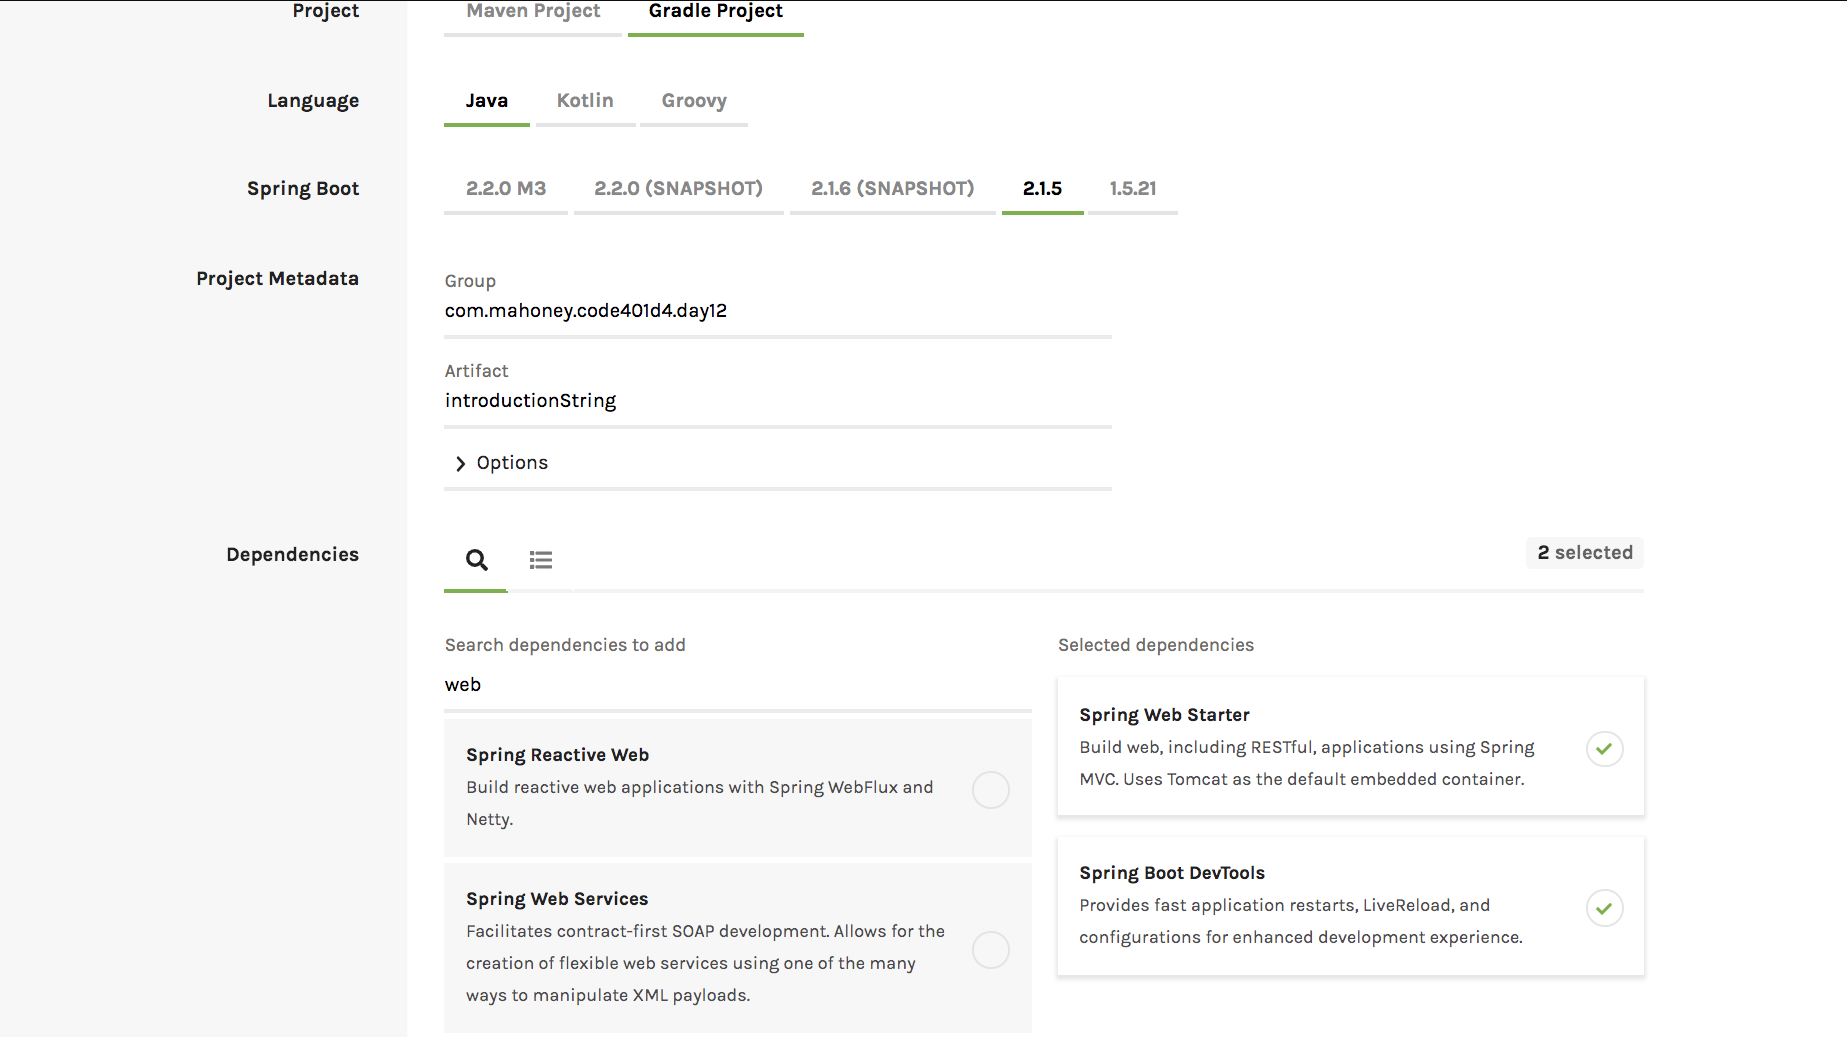 Project
Maven Project Gradle Project
Language
Java Kotlin Groovy
Spring Boot
2.2.0 M3 2.2.0 (SNAPSHOT) 2.1.6 (SNAPSHOT) 2.1.5 1.5.21
Project Metadata
Group
com.mahoney.code401d4.day12
Artifact
introductionString
Options
Dependencies
2 selected
Search dependencies to add
web
Spring Reactive Web
Build reactive web applications with Spring WebFlux and
Netty.
Spring Web Services
Facilitates contract-first SOAP development. Allows for the
creation of flexible web services using one of the many
ways to manipulate XML payloads.
Selected dependencies
Spring Web Starter
Build web, including RESTful, applications using Spring
MVC. Uses Tomcat as the default embedded container.
Spring Boot DevTools
Provides fast application restarts, LiveReload, and
configurations for enhanced development experience.